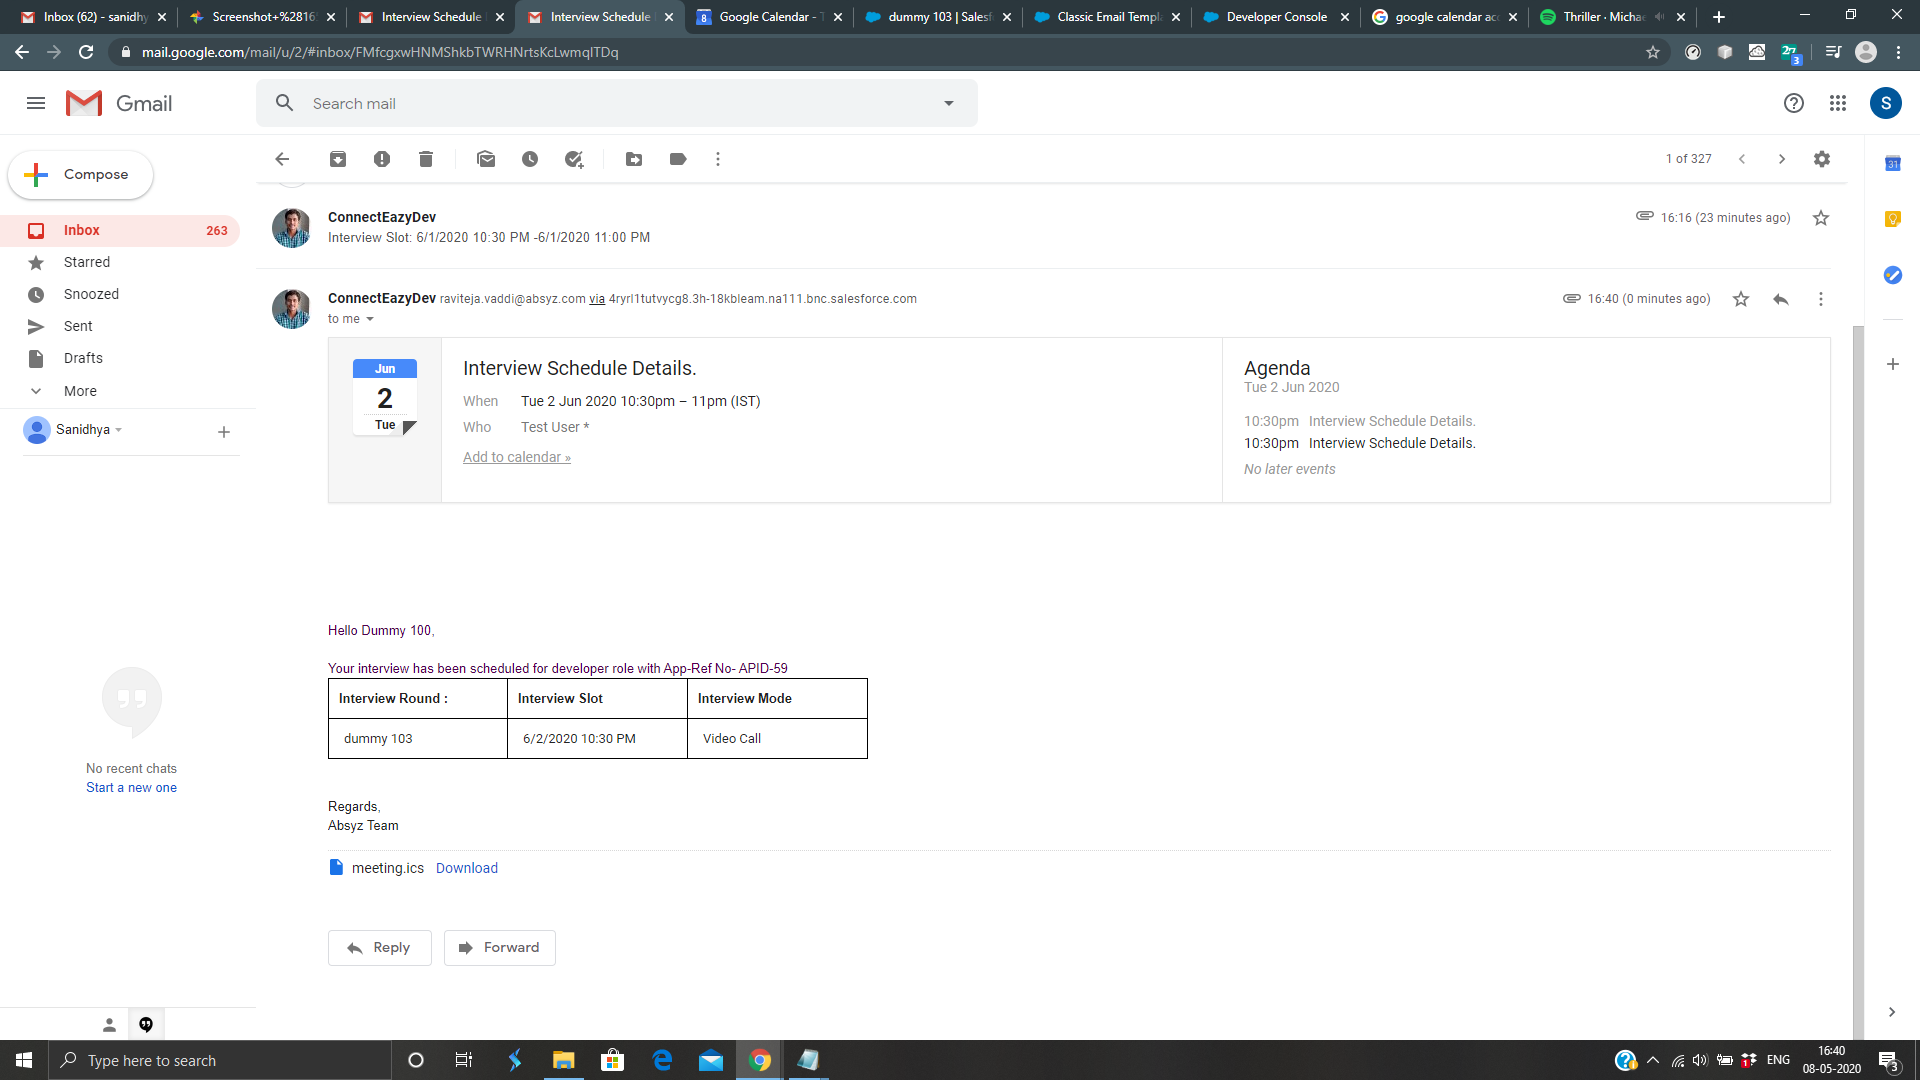 Inbox (62) - sanidhy
Screenshot+%2816
Interview Schedule
Interview Schedule
Google Calendar - T
dummy 103 | Salesf
Classic Email Templa
Developer Console
google calendar acc
Thriller · Michae
mail.google.com/mail/u/2/#inbox/FMfcgxwHNMShkbTWRHNrtsKcLwmqlTDq
3
Gmail
Search mail
S
Compose
1 of 327
31
Inbox 263
Starred
Snoozed
Sent
Drafts
More
Sanidhya
No recent chats
Start a new one
ConnectEazyDev
16:16 (23 minutes ago)
Interview Slot: 6/1/2020 10:30 PM -6/1/2020 11:00 PM
ConnectEazyDev raviteja.vaddi@absyz.com via 4ryrl1tutvycg8.3h-18kbleam.na111.bnc.salesforce.com
16:40 (0 minutes ago)
to me
Jun
2
Tue
Interview Schedule Details.
When Tue 2 Jun 2020 10:30pm – 11pm (IST)
Who Test User *
Add to calendar »
Agenda
Tue 2 Jun 2020
10:30pm Interview Schedule Details.
10:30pm Interview Schedule Details.
No later events
Hello Dummy 100,
Your interview has been scheduled for developer role with App-Ref No- APID-59
Interview Round : Interview Slot Interview Mode
dummy 103 6/2/2020 10:30 PM Video Call
Regards,
Absyz Team
meeting.ics Download
Reply
Forward
Type here to search
ENG
16:40
08-05-2020
3